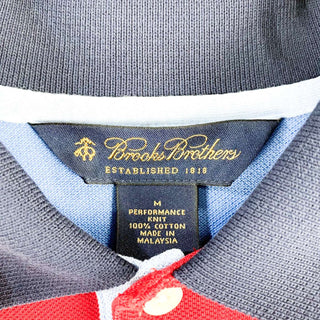 Brooks Brothers
ESTABLISHED 1818
M
PERFORMANCE
KNIT
100% COTTON
MADE IN
MALAYSIA